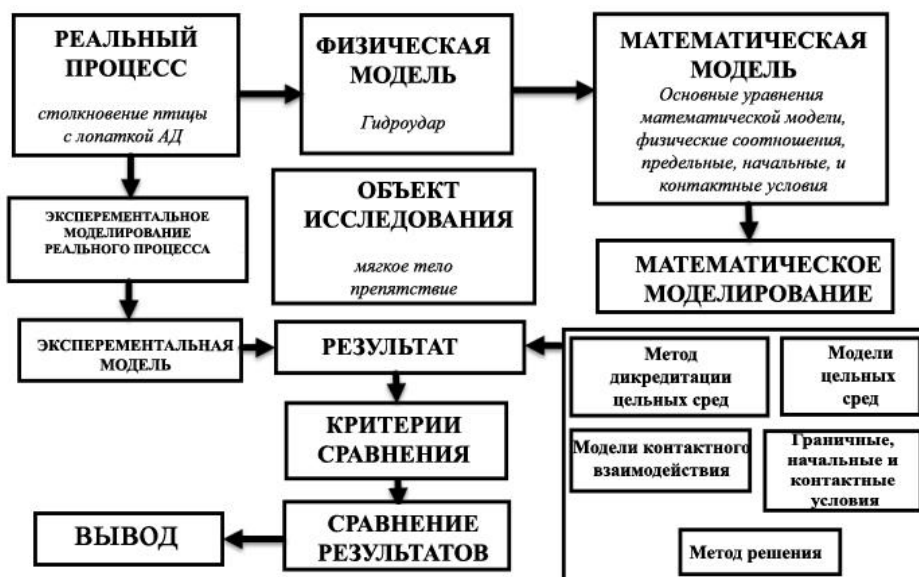 РЕАЛЬНЫЙ
ПРОЦЕСС
столкновение птицы
с лопаткой АД
ФИЗИЧЕСКАЯ
МОДЕЛЬ
Гидроудар
МАТЕМАТИЧЕСКАЯ
МОДЕЛЬ
Основные уравнения
математической модели,
физические соотношения,
предельные, начальные, и
контактные условия
ЭКСПЕРЕМЕНТАЛЬНОЕ
МОДЕЛИРОВАНИЕ
РЕАЛЬНОГО ПРОЦЕССА
ОБЪЕКТ
ИССЛЕДОВАНИЯ
мягкое тело
препятствие
МАТЕМАТИЧЕСКОЕ
МОДЕЛИРОВАНИЕ
ЭКСПЕРЕМЕНТАЛЬНАЯ
МОДЕЛЬ
РЕЗУЛЬТАТ
Метод
дикредитации
цельных сред
Модели
цельных
сред
КРИТЕРИИ
СРАВНЕНИЯ
Модели контактного
взаимодействия
Граничные,
начальные и
контактные
условия
ВЫВОД
СРАВНЕНИЕ
РЕЗУЛЬТАТОВ
Метод решения